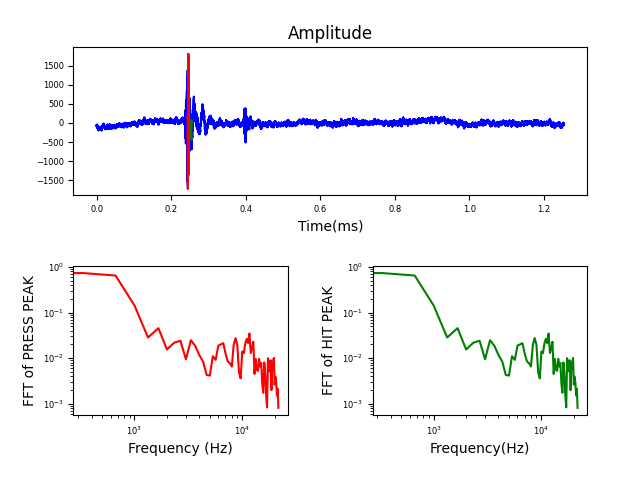 Amplitude
1500
1000
500
0
−500
−1000
−1500
0.0 0.2 0.4 0.6 0.8 1.0 1.2
Time(ms)
FFT of PRESS PEAK
10⁰
10⁻¹
10⁻²
10⁻³
10³ 10⁴
Frequency (Hz)
FFT of HIT PEAK
10⁰
10⁻¹
10⁻²
10⁻³
10³ 10⁴
Frequency(Hz)